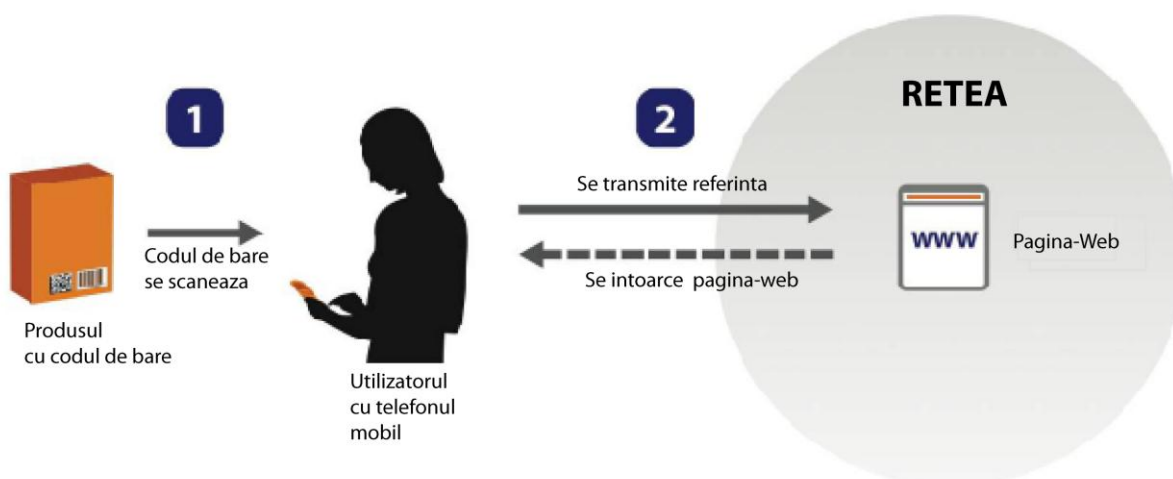 1
2
RETEA
Se transmite referinta
www
Pagina-Web
Codul de bare
se scaneaza
Se intoarce pagina-web
Produsul
cu codul de bare
Utilizatorul
cu telefonul
mobil